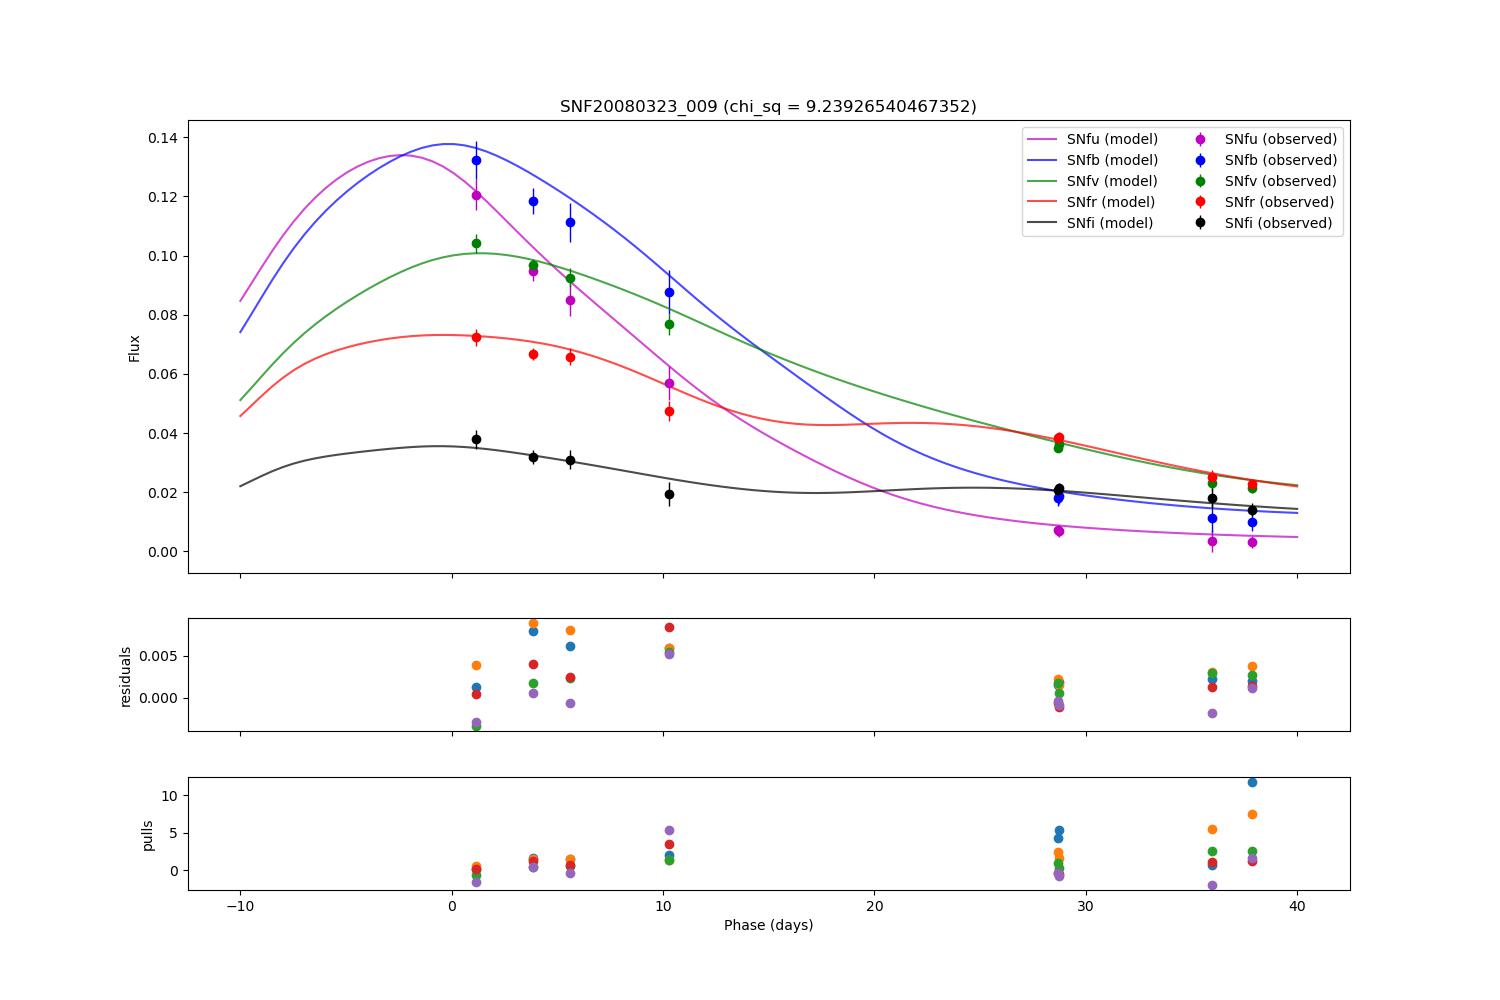 SNF20080323_009 (chi_sq = 9.23926540467352)
0.14
0.12
0.10
0.08
0.06
0.04
0.02
0.00
Flux
SNfu (model)
SNfb (model)
SNfv (model)
SNfr (model)
SNfi (model)
SNfu (observed)
SNfb (observed)
SNfv (observed)
SNfr (observed)
SNfi (observed)
0.005
0.000
residuals
10
5
0
pulls
−10 0 10 20 30 40
Phase (days)